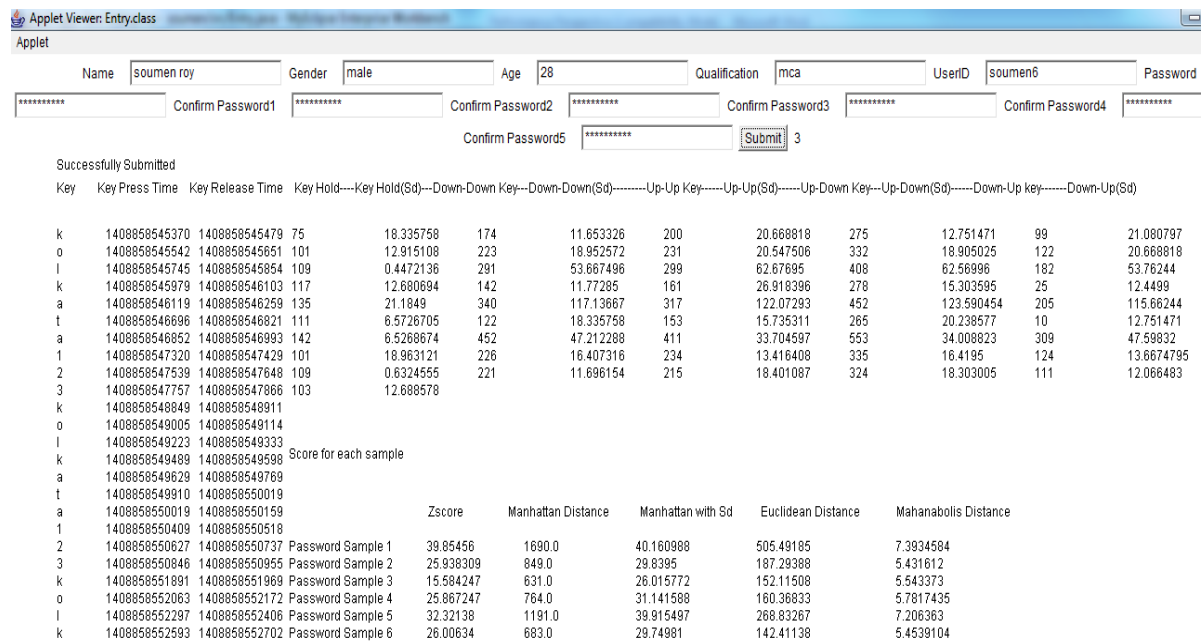 Applet Viewer: Entry.class
Applet
Name soumen roy Gender male Age 28 Qualification mca UserID soumen6 Password
********** Confirm Password1 ********** Confirm Password2 ********** Confirm Password3 ********** Confirm Password4 **********
Confirm Password5 ********** Submit 3
Successfully Submitted
Key Key Press Time Key Release Time Key Hold----Key Hold(Sd)---Down-Down Key---Down-Down(Sd)---------Up-Up Key------Up-Up(Sd)------Up-Down Key---Up-Down(Sd)------Down-Up key-------Down-Up(Sd)
k 1408858545370 1408858545479 75 18.335758 174 11.653326 200 20.668818 275 12.751471 99 21.080797
o 1408858545542 1408858545651 101 12.915108 223 18.952572 231 20.547506 332 18.905025 122 20.668818
l 1408858545745 1408858545854 109 0.4472136 291 53.667496 299 62.67695 408 62.56996 182 53.76244
k 1408858545979 1408858546103 117 12.680694 142 11.77285 161 26.918396 278 15.303595 25 12.4499
a 1408858546119 1408858546259 135 21.1849 340 117.13667 317 122.07293 452 123.590454 205 115.66244
t 1408858546696 1408858546821 111 6.5726705 122 18.335758 153 15.735311 265 20.238577 10 12.751471
a 1408858546852 1408858546993 142 6.5268674 452 47.212288 411 33.704597 553 34.008823 309 47.59832
1 1408858547320 1408858547429 101 18.963121 226 16.407316 234 13.416408 335 16.4195 124 13.6674795
2 1408858547539 1408858547648 109 0.6324555 221 11.696154 215 18.401087 324 18.303005 111 12.066483
3 1408858547757 1408858547866 103 12.688578
k 1408858548849 1408858548911
o 1408858549005 1408858549114
l 1408858549223 1408858549333
k 1408858549489 1408858549598 Score for each sample
a 1408858549629 1408858549769
t 1408858549910 1408858550019
a 1408858550019 1408858550159 Zscore Manhattan Distance Manhattan with Sd Euclidean Distance Mahanabolis Distance
1 1408858550409 1408858550518
2 1408858550627 1408858550737 Password Sample 1 39.85456 1690.0 40.160988 505.49185 7.3934584
3 1408858550846 1408858550955 Password Sample 2 25.938309 849.0 29.8395 187.29388 5.431612
k 1408858551891 1408858551969 Password Sample 3 15.584247 631.0 26.015772 152.11508 5.543373
o 1408858552063 1408858552172 Password Sample 4 25.867247 764.0 31.141588 160.36833 5.7817435
l 1408858552297 1408858552406 Password Sample 5 32.32138 1191.0 39.915497 268.83267 7.206363
k 1408858552593 1408858552702 Password Sample 6 26.00634 683.0 29.74981 142.41138 5.4539104